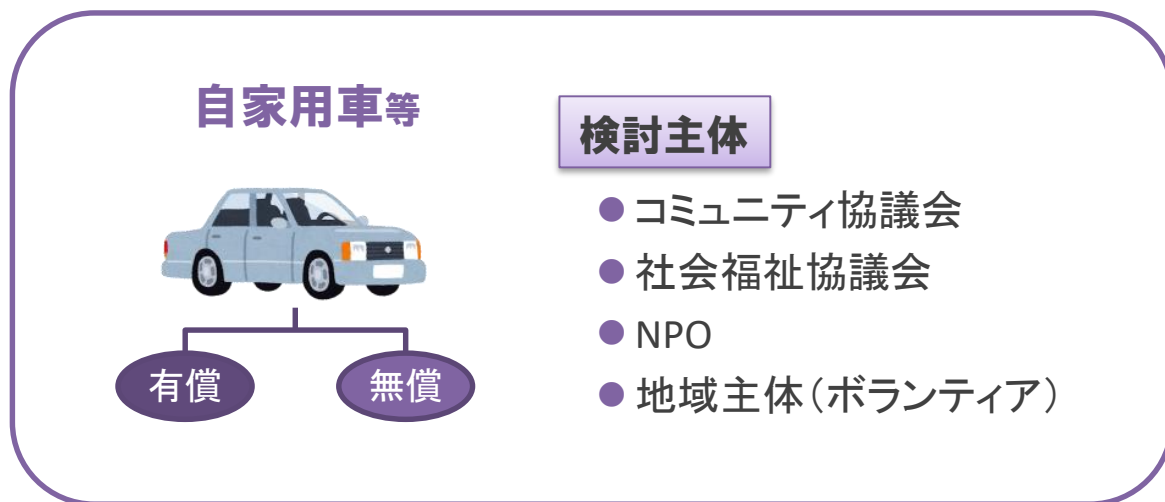 自家用車等
有償
無償
検討主体
● コミュニティ協議会
● 社会福祉協議会
● NPO
● 地域主体（ボランティア）